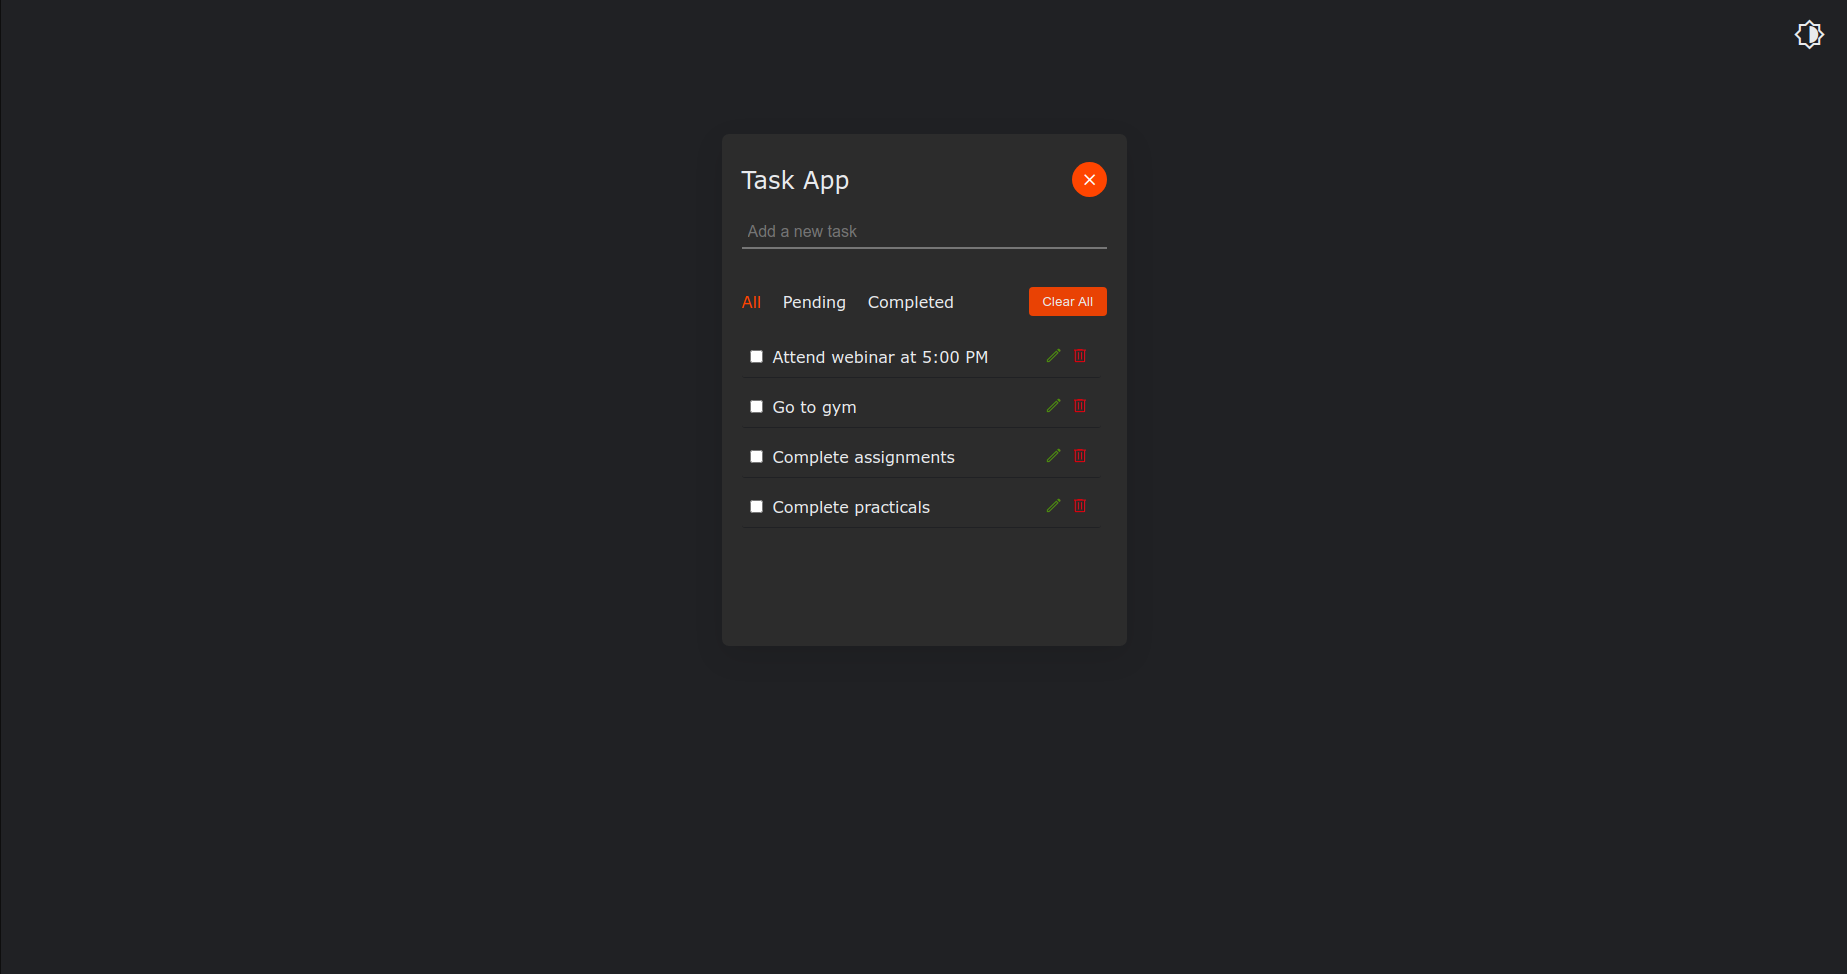 Task App
Add a new task
All Pending Completed Clear All
Attend webinar at 5:00 PM
Go to gym
Complete assignments
Complete practicals